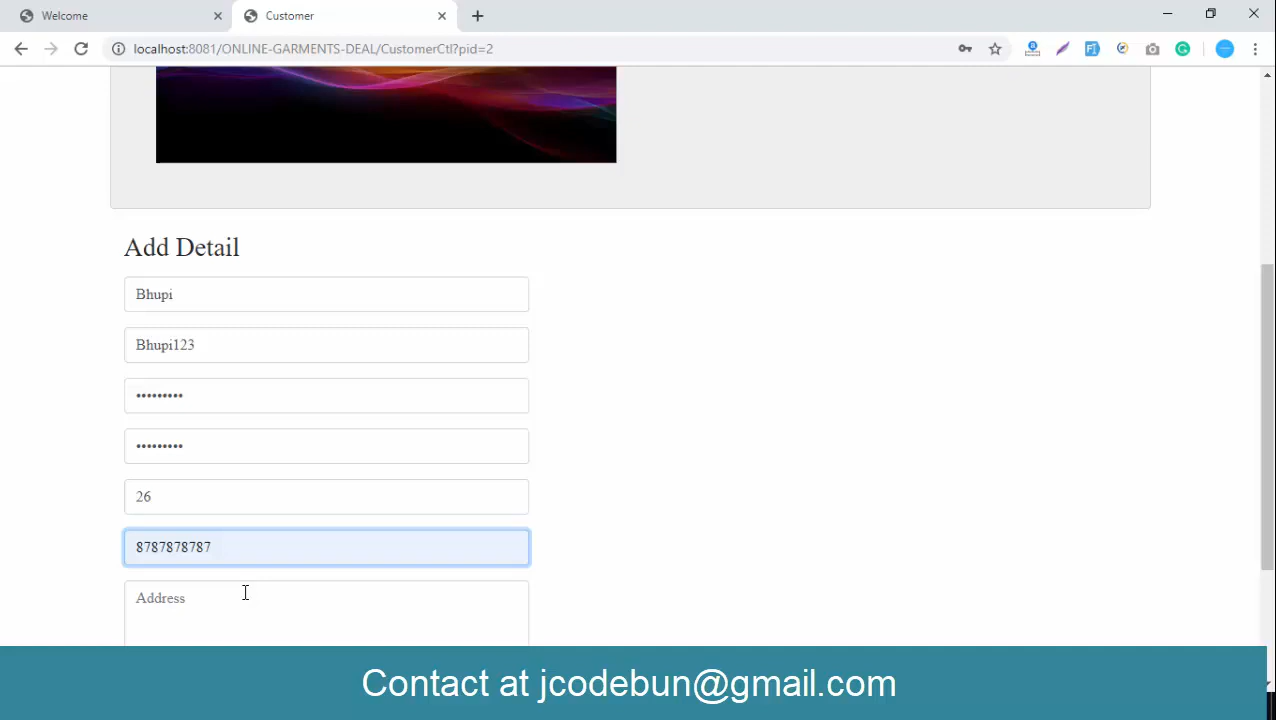 Welcome
Customer
localhost:8081/ONLINE-GARMENTS-DEAL/CustomerCtl?pid=2
Add Detail
Bhupi
Bhupi123
•••••••••
•••••••••
26
8787878787
Address
Contact at jcodebun@gmail.com